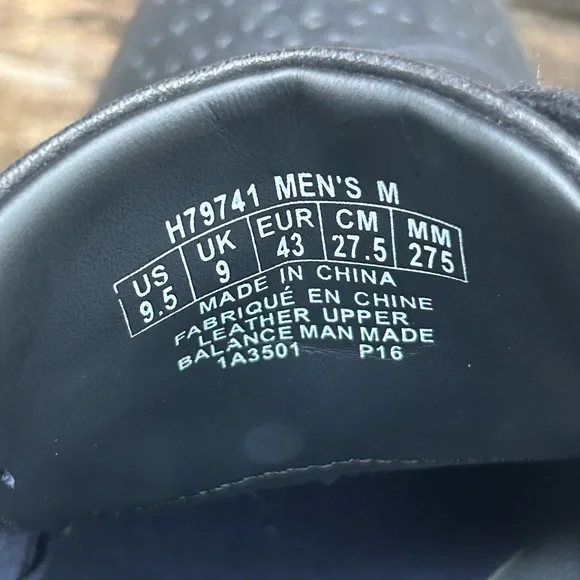 H79741 MEN'S M
US UK EUR CM MM
9.5 9 43 27.5 275
MADE IN CHINA
FABRIQUÉ EN CHINE
LEATHER UPPER
BALANCE MAN MADE
1A3501 P16